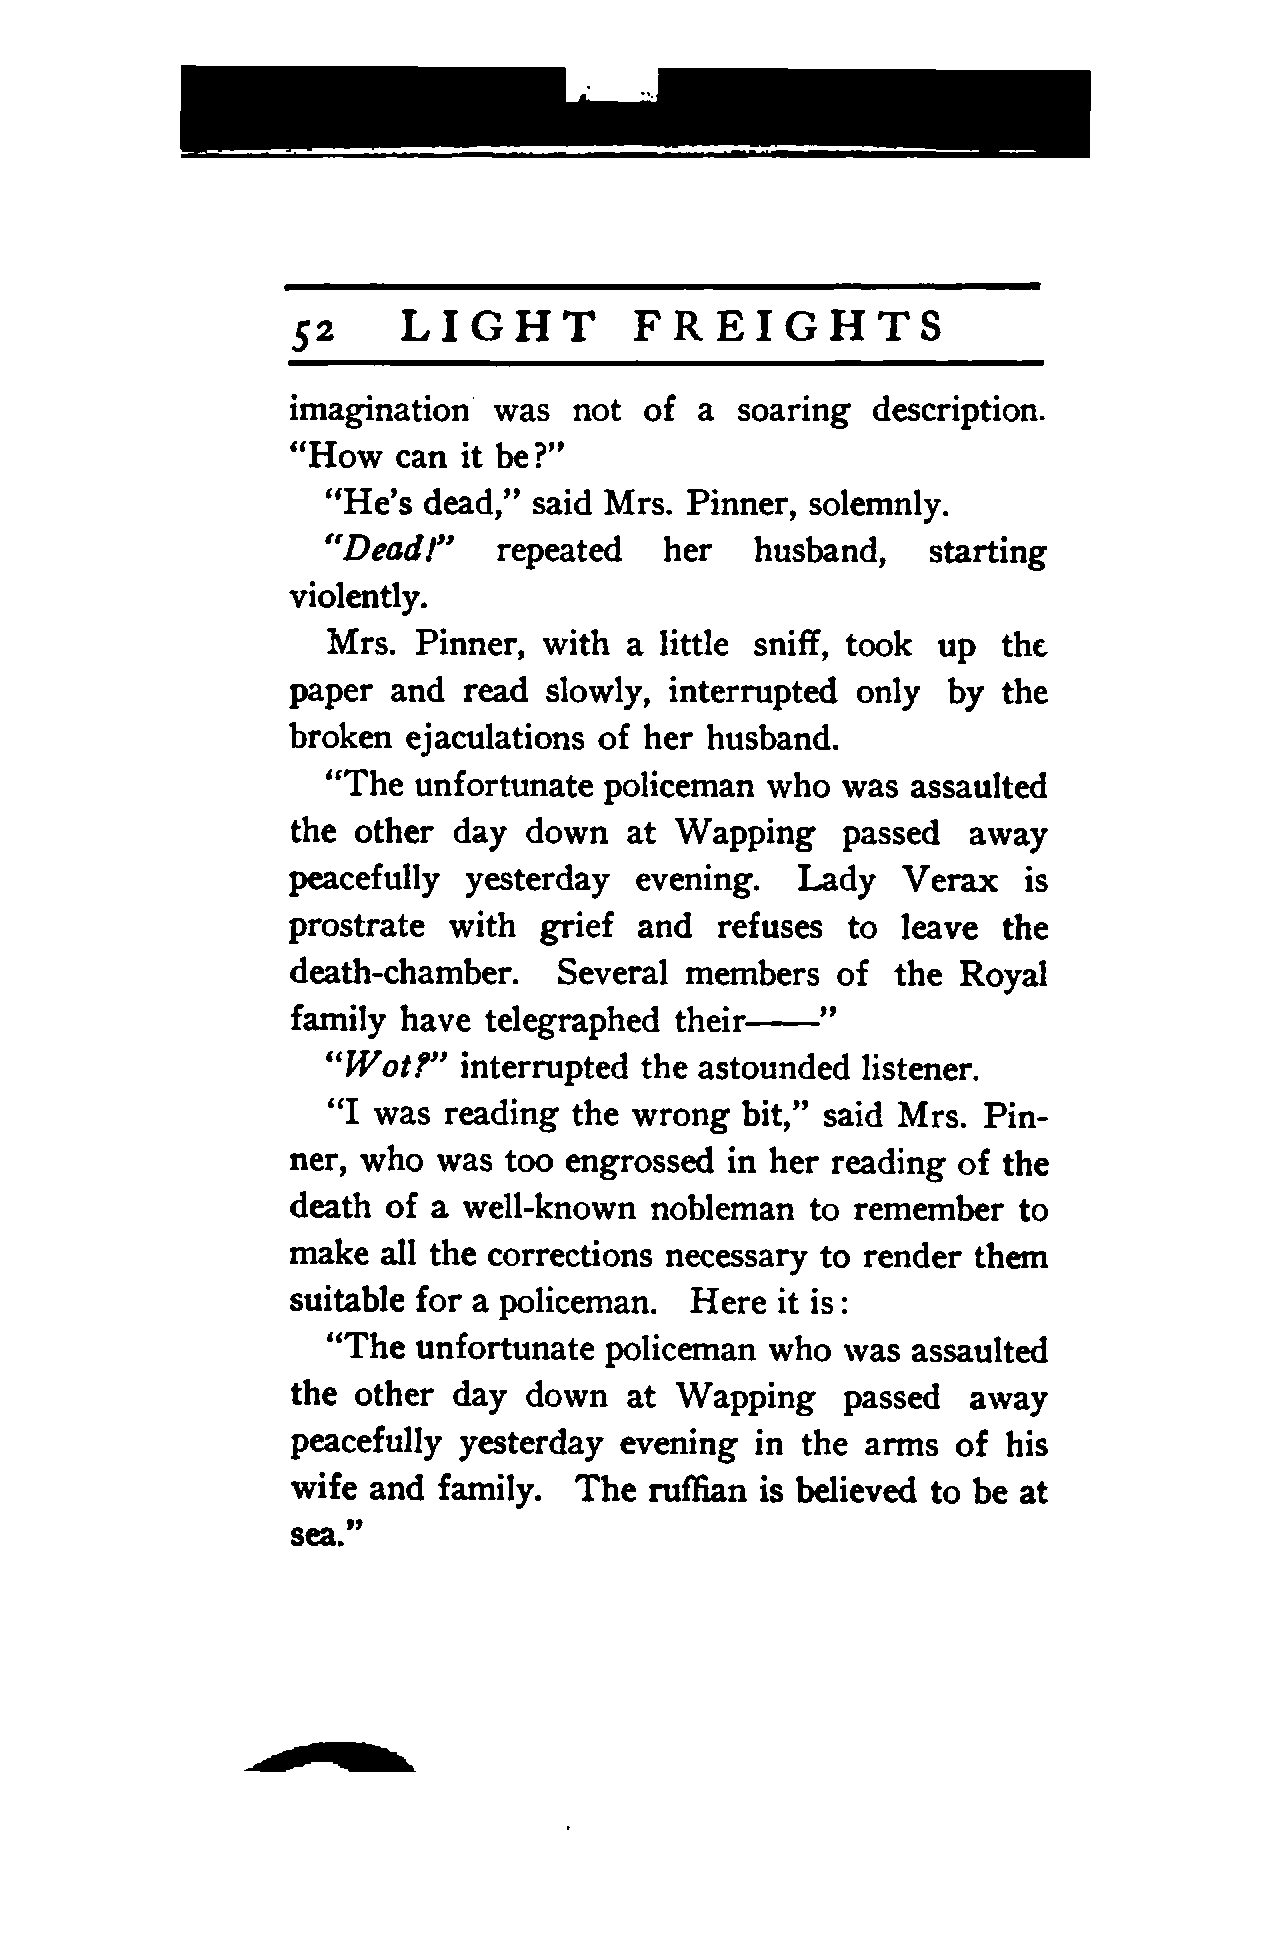 52 LIGHT FREIGHTS
imagination was not of a soaring description.
“How can it be?”
“He’s dead,” said Mrs. Pinner, solemnly.
“Dead!” repeated her husband, starting
violently.
Mrs. Pinner, with a little sniff, took up the
paper and read slowly, interrupted only by the
broken ejaculations of her husband.
“The unfortunate policeman who was assaulted
the other day down at Wapping passed away
peacefully yesterday evening. Lady Verax is
prostrate with grief and refuses to leave the
death-chamber. Several members of the Royal
family have telegraphed their——”
“Wot?” interrupted the astounded listener.
“I was reading the wrong bit,” said Mrs. Pin-
ner, who was too engrossed in her reading of the
death of a well-known nobleman to remember to
make all the corrections necessary to render them
suitable for a policeman. Here it is:
“The unfortunate policeman who was assaulted
the other day down at Wapping passed away
peacefully yesterday evening in the arms of his
wife and family. The ruffian is believed to be at
sea.”